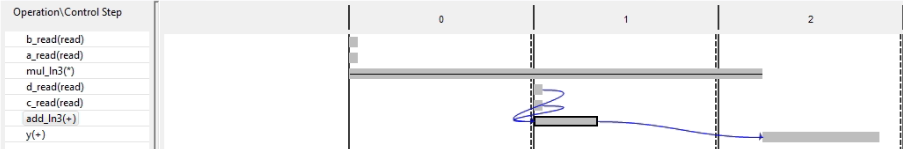 Operation\Control Step
0
1
2
b_read(read)
a_read(read)
mul_ln3(*)
d_read(read)
c_read(read)
add_ln3(+)
y(+)